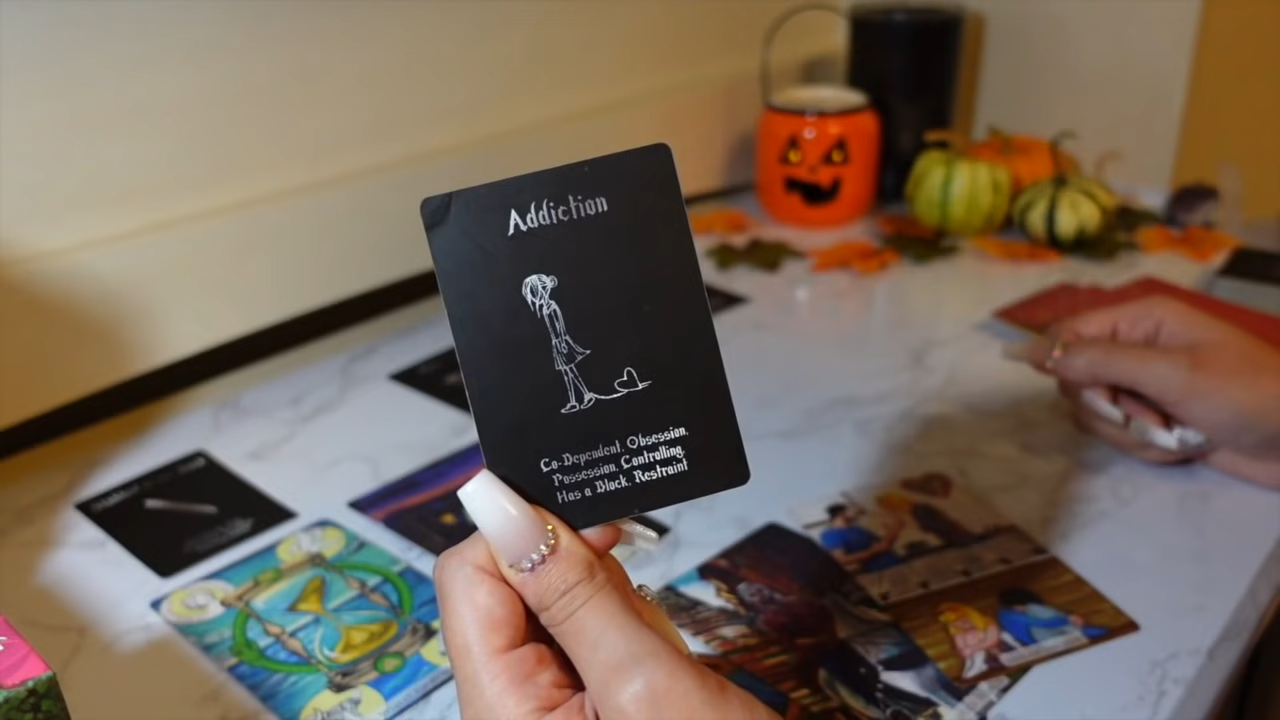 Addiction
Co-Dependent, Obsession,
Possession, Controlling,
Has a Block, Restraint